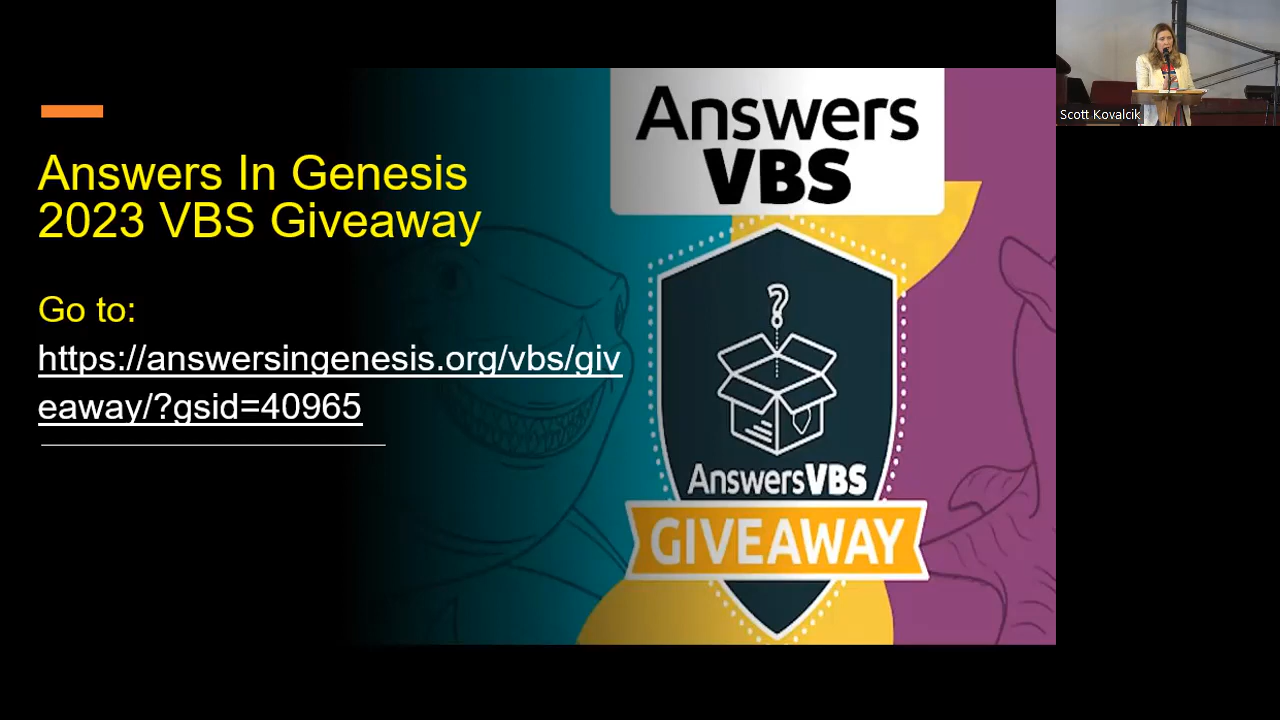 Answers In Genesis
2023 VBS Giveaway
Go to:
https://answersingenesis.org/vbs/giv
eaway/?gsid=40965
Answers
VBS
?
AnswersVBS
GIVEAWAY
Scott Kovalcik